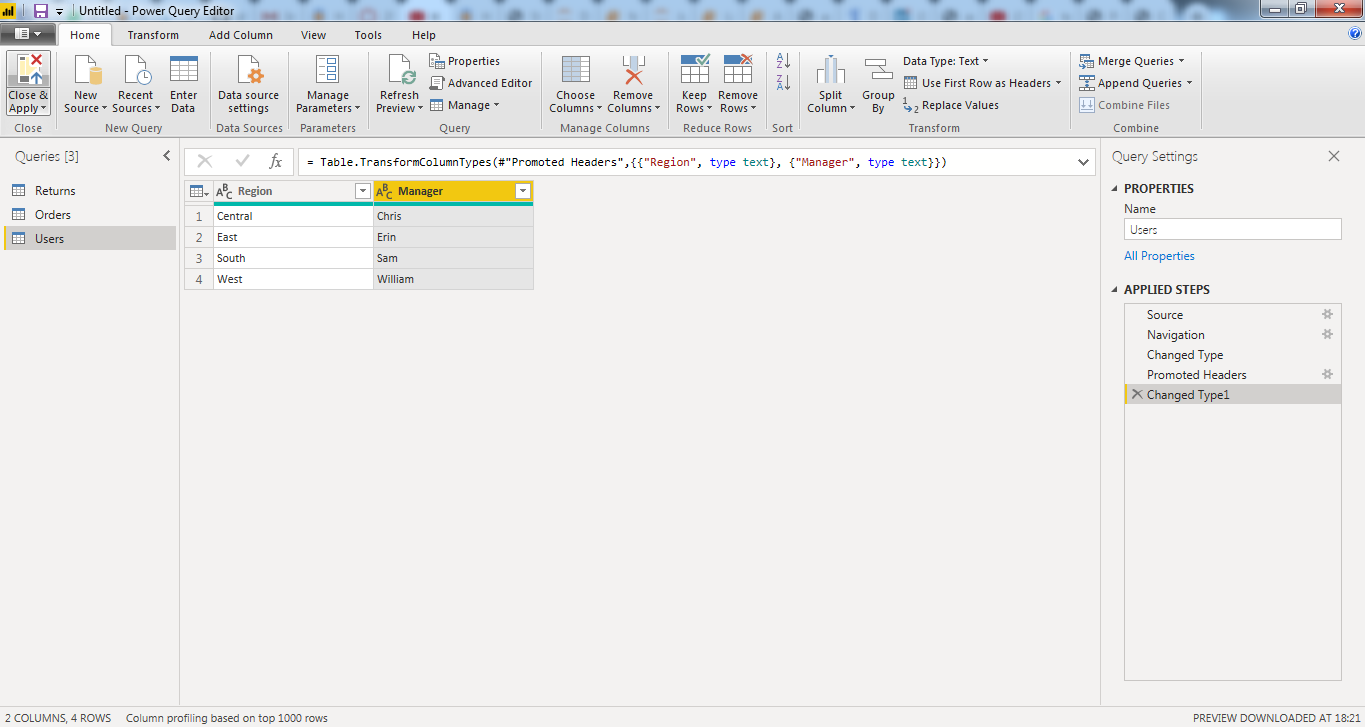 Untitled - Power Query Editor
Home Transform Add Column View Tools Help
Close & Apply
New Source
Recent Sources
Enter Data
Data source settings
Manage Parameters
Refresh Preview
Properties
Advanced Editor
Manage
Choose Columns
Remove Columns
Keep Rows
Remove Rows
Split Column
Group By
Data Type: Text
Use First Row as Headers
Replace Values
Merge Queries
Append Queries
Combine Files
Close New Query Data Sources Parameters Query Manage Columns Reduce Rows Sort Transform Combine
Queries [3]
Returns
Orders
Users
fx = Table.TransformColumnTypes(#"Promoted Headers",{{"Region", type text}, {"Manager", type text}})
ABC Region ABC Manager
1 Central Chris
2 East Erin
3 South Sam
4 West William
Query Settings
PROPERTIES
Name
Users
All Properties
APPLIED STEPS
Source
Navigation
Changed Type
Promoted Headers
Changed Type1
2 COLUMNS, 4 ROWS Column profiling based on top 1000 rows PREVIEW DOWNLOADED AT 18:21